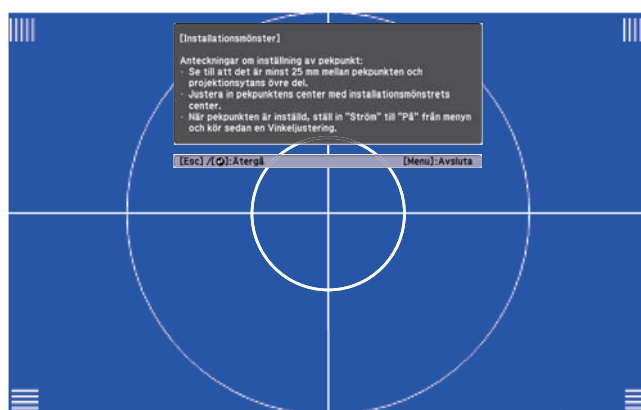 [Installationsmönster]
Anteckningar om inställning av pekpunkt:
· Se till att det är minst 25 mm mellan pekpunkten och
projektionsytans övre del.
· Justera in pekpunktens center med installationsmönstrets
center.
· När pekpunkten är inställd, ställ in "Ström" till "På" från menyn
och kör sedan en Vinkeljustering.
[Esc] /[⮌]:Återgå [Menu]:Avsluta